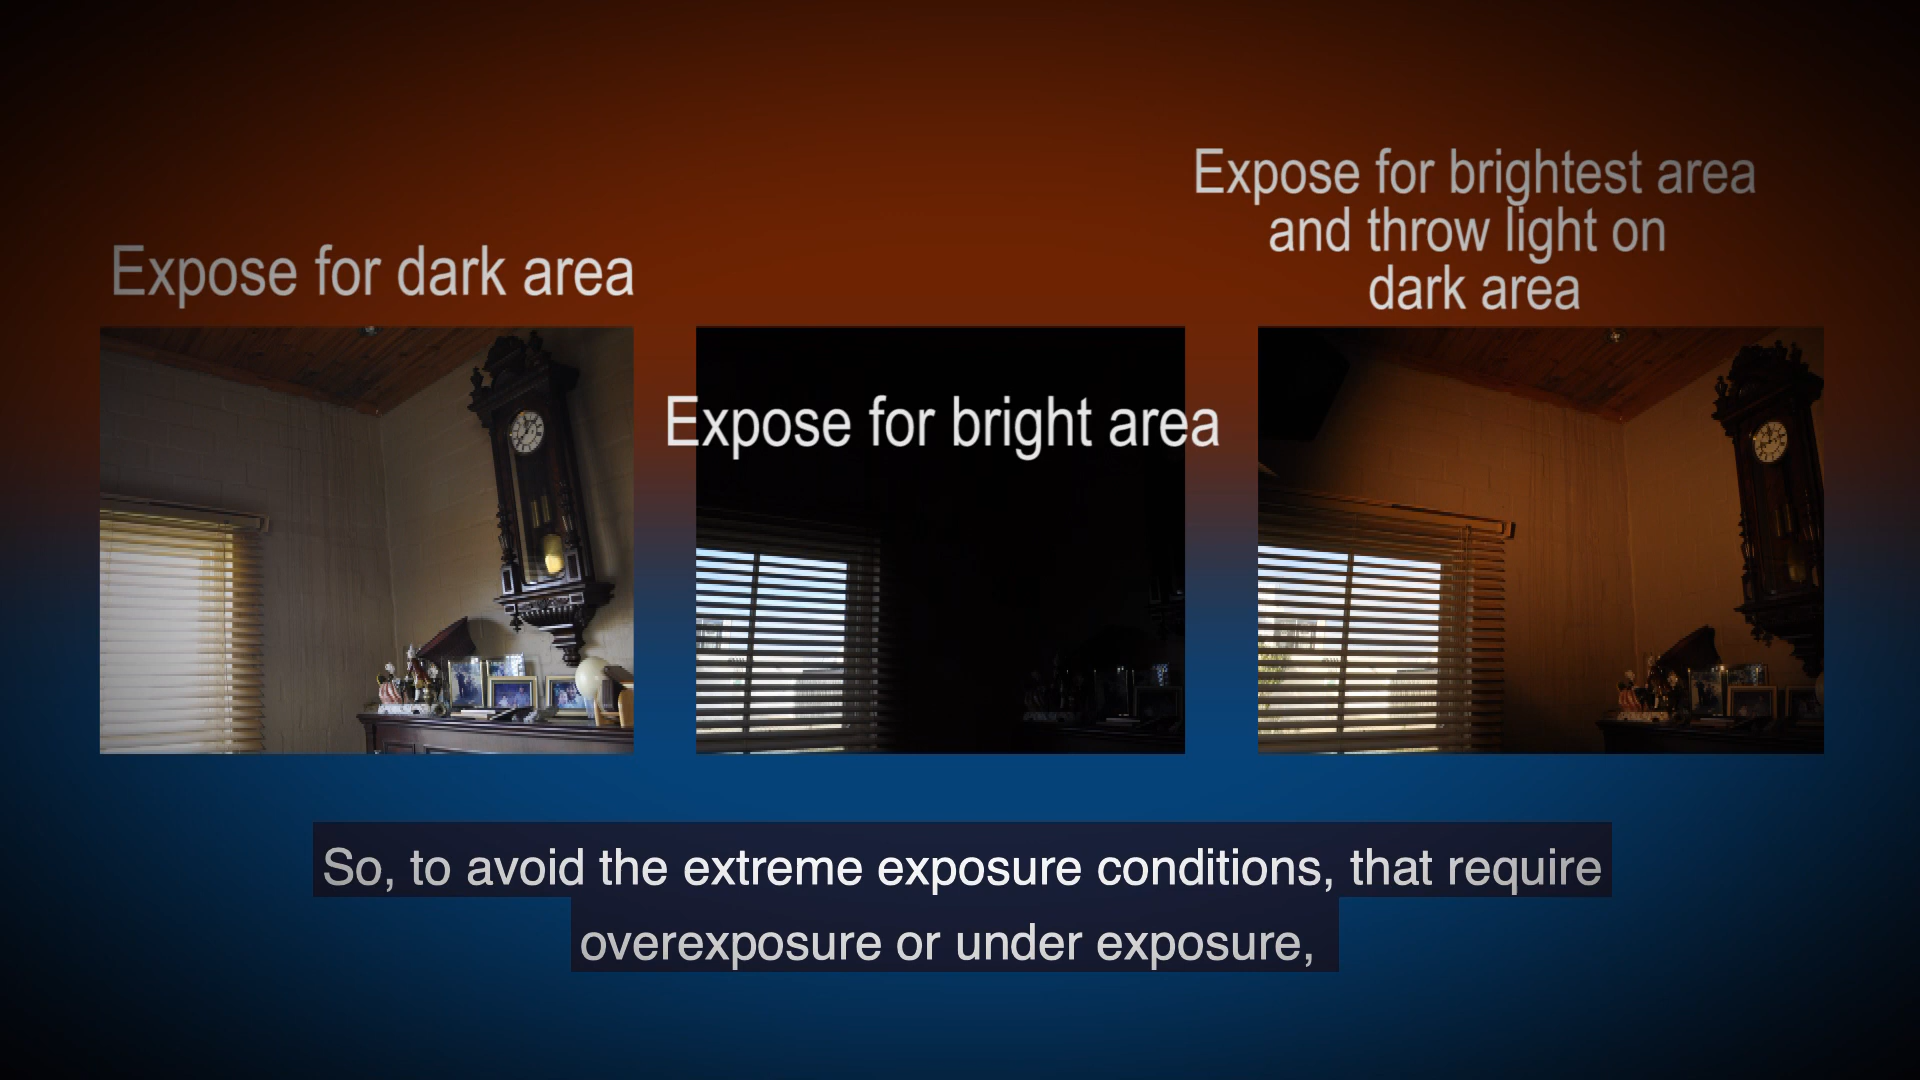 Expose for dark area
Expose for bright area
Expose for brightest area
and throw light on
dark area
So, to avoid the extreme exposure conditions, that require
overexposure or under exposure,